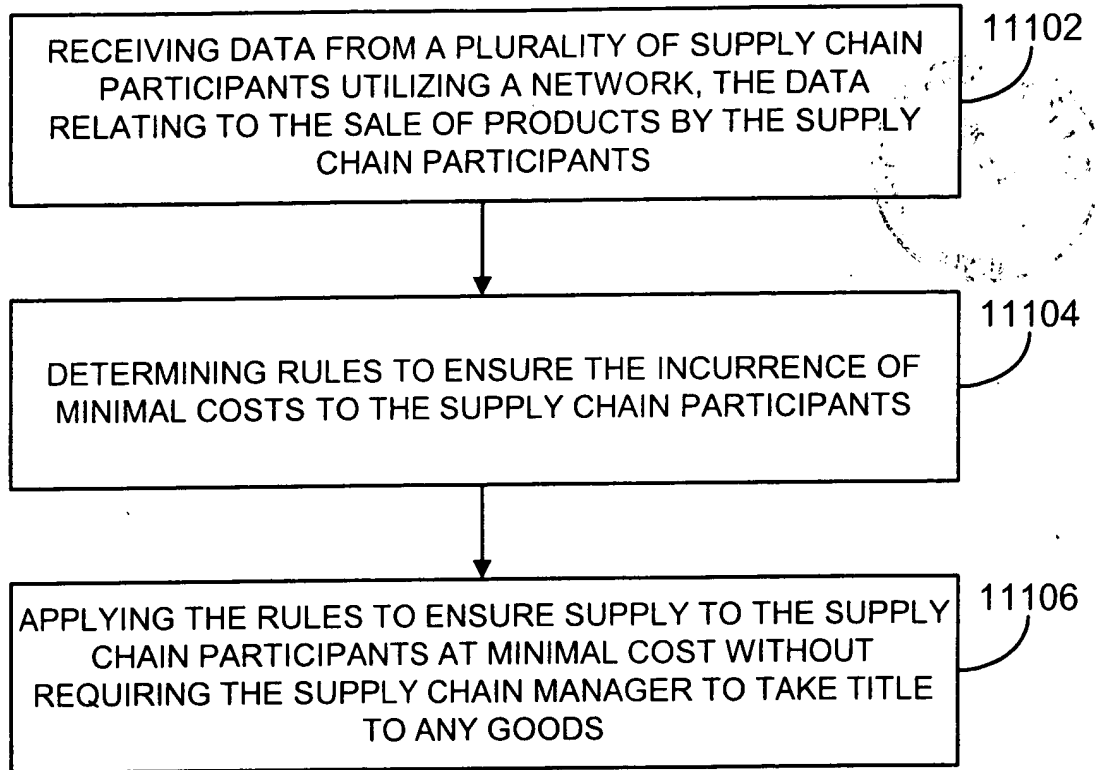 RECEIVING DATA FROM A PLURALITY OF SUPPLY CHAIN
PARTICIPANTS UTILIZING A NETWORK, THE DATA
RELATING TO THE SALE OF PRODUCTS BY THE SUPPLY
CHAIN PARTICIPANTS
11102
DETERMINING RULES TO ENSURE THE INCURRENCE OF
MINIMAL COSTS TO THE SUPPLY CHAIN PARTICIPANTS
11104
APPLYING THE RULES TO ENSURE SUPPLY TO THE SUPPLY
CHAIN PARTICIPANTS AT MINIMAL COST WITHOUT
REQUIRING THE SUPPLY CHAIN MANAGER TO TAKE TITLE
TO ANY GOODS
11106